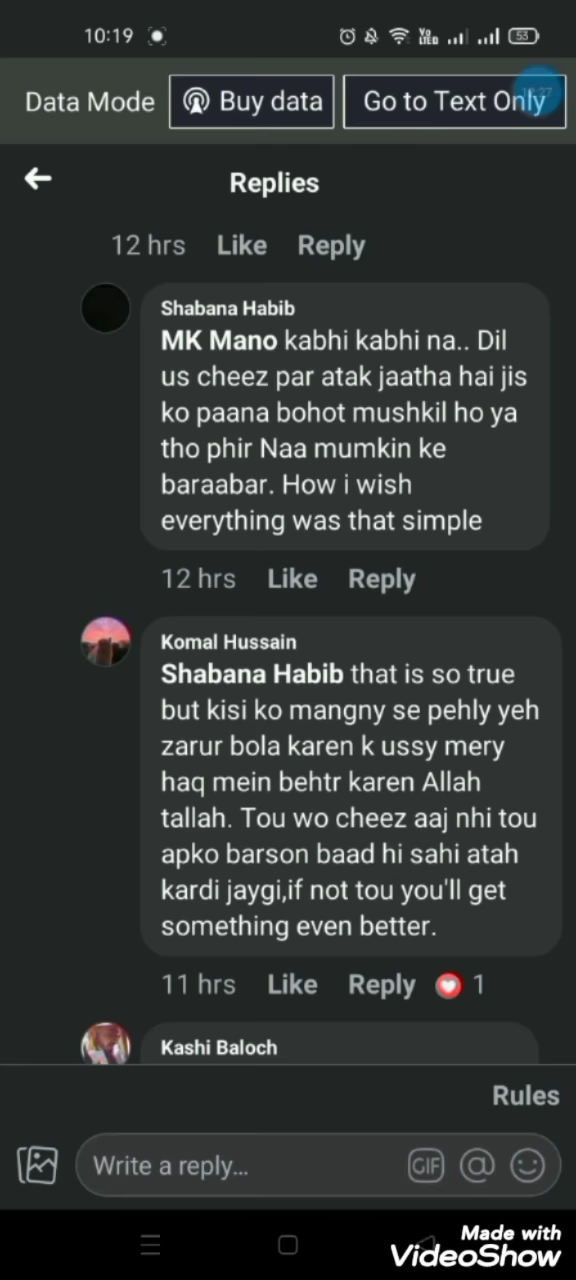 10:19
Vo
LTED
53
Data Mode
Buy data
Go to Text Only
Replies
12 hrs Like Reply
Shabana Habib
MK Mano kabhi kabhi na.. Dil
us cheez par atak jaatha hai jis
ko paana bohot mushkil ho ya
tho phir Naa mumkin ke
baraabar. How i wish
everything was that simple
12 hrs Like Reply
Komal Hussain
Shabana Habib that is so true
but kisi ko mangny se pehly yeh
zarur bola karen k ussy mery
haq mein behtr karen Allah
tallah. Tou wo cheez aaj nhi tou
apko barson baad hi sahi atah
kardi jaygi,if not tou you'll get
something even better.
11 hrs Like Reply 1
Kashi Baloch
Rules
Write a reply...
GIF
@
Made with
VideoShow